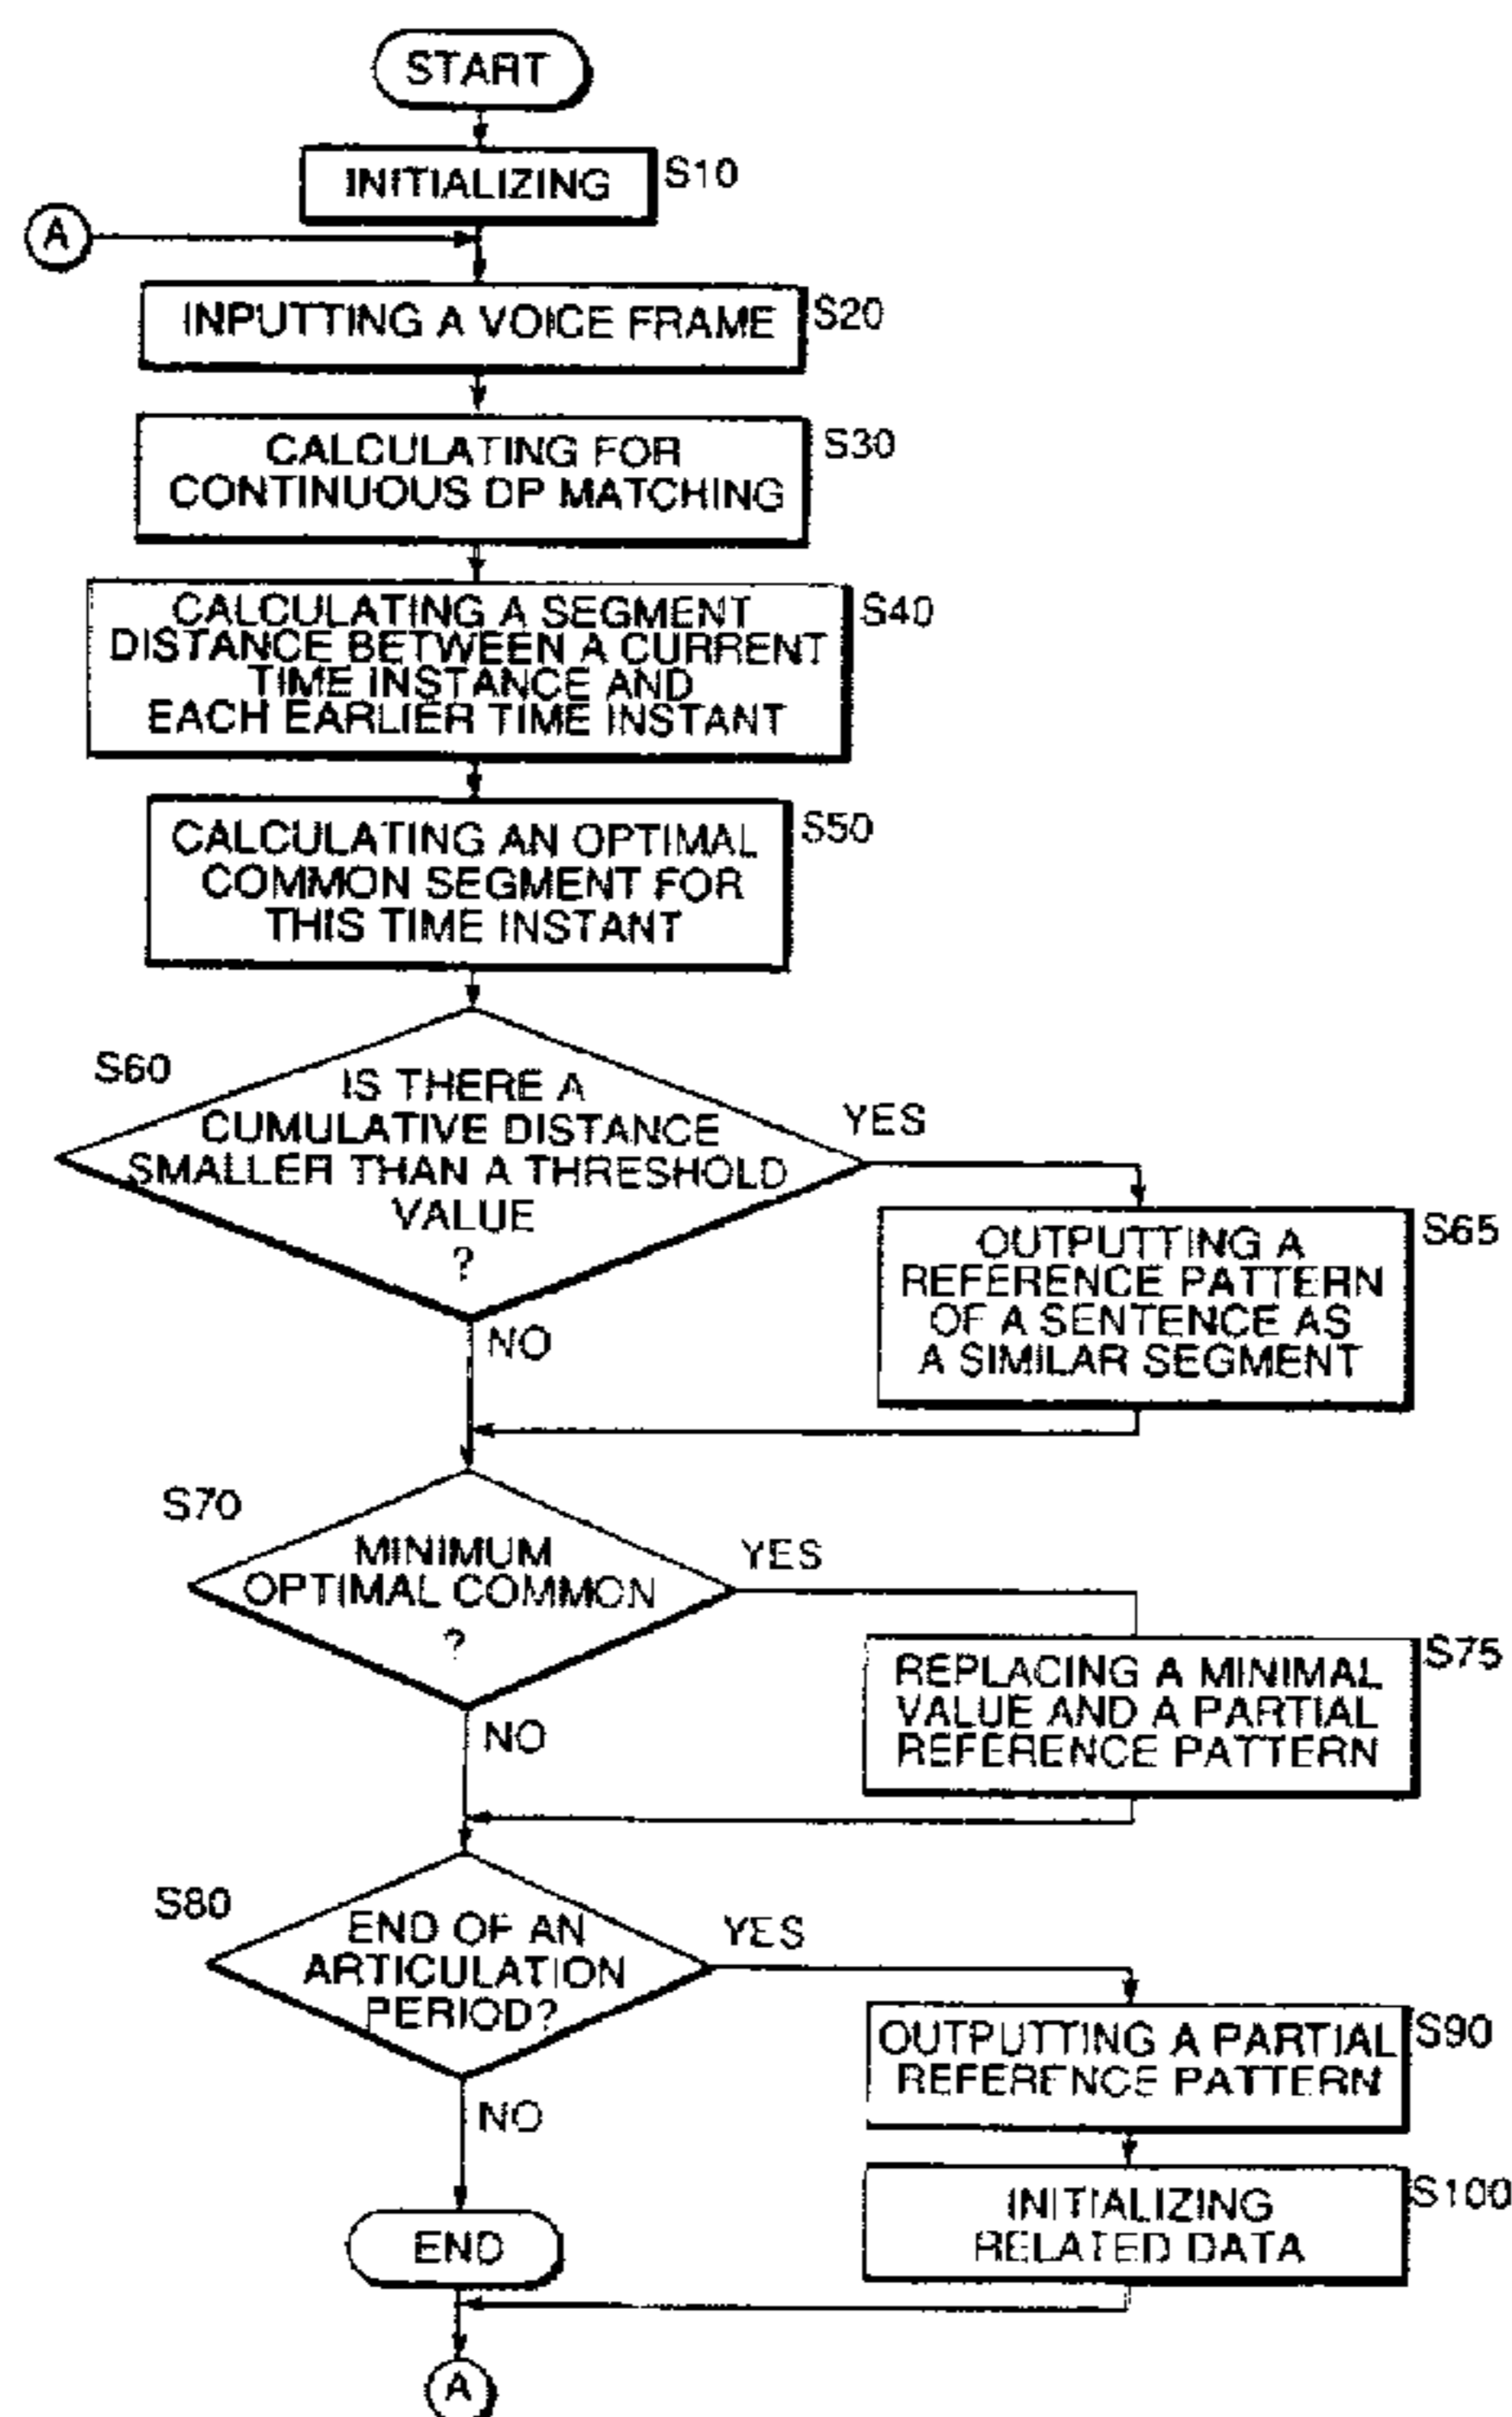 START
INITIALIZING
S10
A
INPUTTING A VOICE FRAME
S20
CALCULATING FOR
CONTINUOUS DP MATCHING
S30
CALCULATING A SEGMENT
DISTANCE BETWEEN A CURRENT
TIME INSTANCE AND
EACH EARLIER TIME INSTANT
S40
CALCULATING AN OPTIMAL
COMMON SEGMENT FOR
THIS TIME INSTANT
S50
S60
IS THERE A
CUMULATIVE DISTANCE
SMALLER THAN A THRESHOLD
VALUE
?
YES
NO
OUTPUTTING A
REFERENCE PATTERN
OF A SENTENCE AS
A SIMILAR SEGMENT
S65
S70
MINIMUM
OPTIMAL COMMON
?
YES
NO
REPLACING A MINIMAL
VALUE AND A PARTIAL
REFERENCE PATTERN
S75
S80
END OF AN
ARTICULATION
PERIOD?
YES
NO
OUTPUTTING A PARTIAL
REFERENCE PATTERN
S90
INITIALIZING
RELATED DATA
S100
END
A